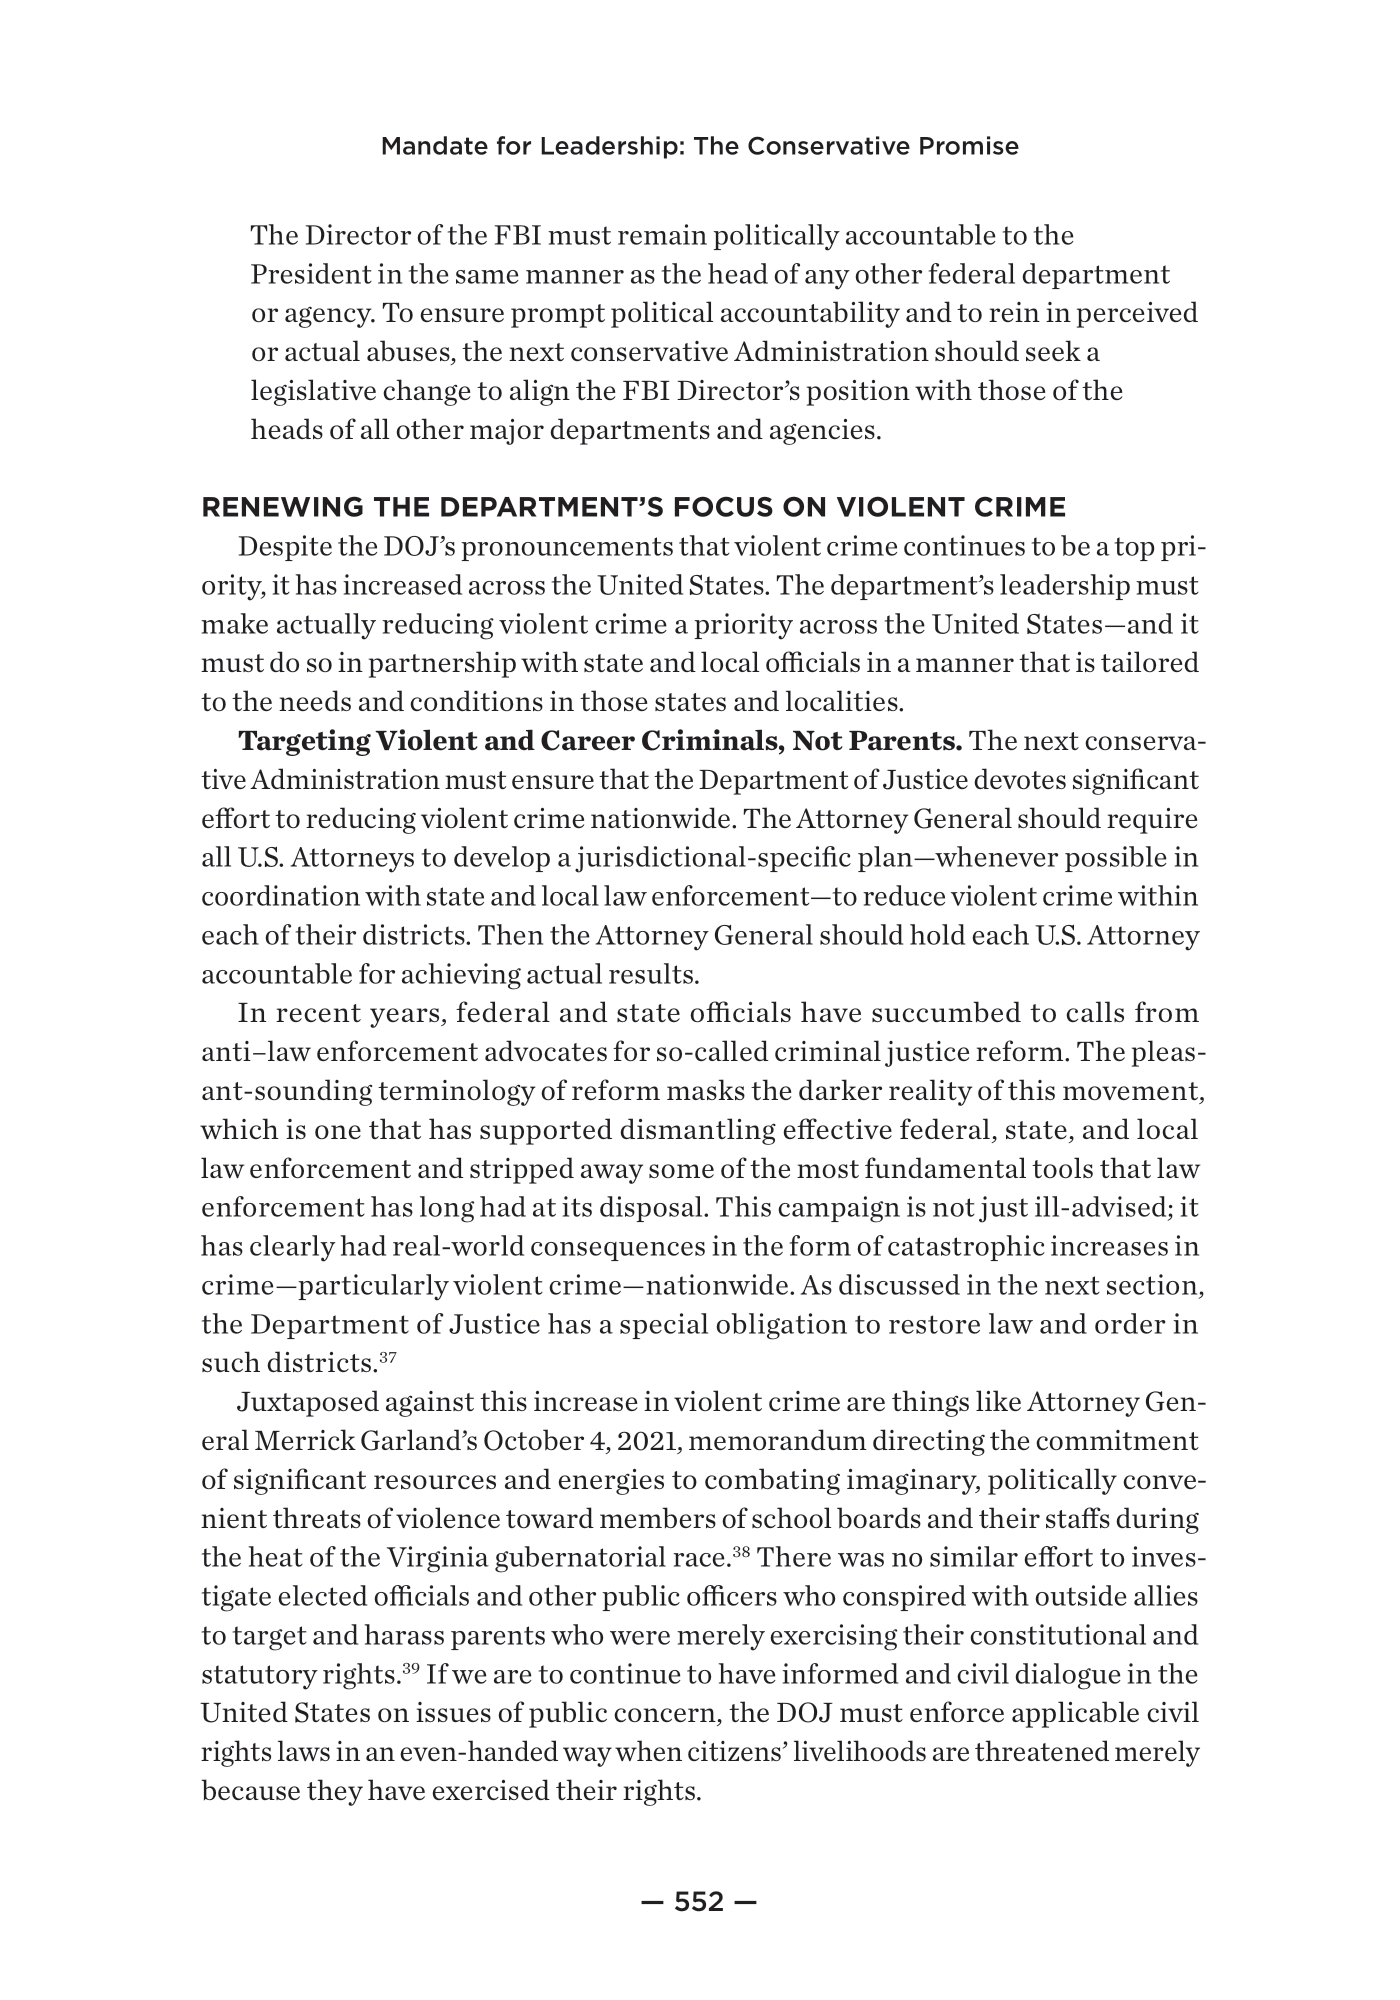 Mandate for Leadership: The Conservative Promise
The Director of the FBI must remain politically accountable to the
President in the same manner as the head of any other federal department
or agency. To ensure prompt political accountability and to rein in perceived
or actual abuses, the next conservative Administration should seek a
legislative change to align the FBI Director’s position with those of the
heads of all other major departments and agencies.
RENEWING THE DEPARTMENT’S FOCUS ON VIOLENT CRIME
Despite the DOJ’s pronouncements that violent crime continues to be a top pri-
ority, it has increased across the United States. The department’s leadership must
make actually reducing violent crime a priority across the United States—and it
must do so in partnership with state and local officials in a manner that is tailored
to the needs and conditions in those states and localities.
Targeting Violent and Career Criminals, Not Parents. The next conserva-
tive Administration must ensure that the Department of Justice devotes significant
effort to reducing violent crime nationwide. The Attorney General should require
all U.S. Attorneys to develop a jurisdictional-specific plan—whenever possible in
coordination with state and local law enforcement—to reduce violent crime within
each of their districts. Then the Attorney General should hold each U.S. Attorney
accountable for achieving actual results.
In recent years, federal and state officials have succumbed to calls from
anti–law enforcement advocates for so-called criminal justice reform. The pleas-
ant-sounding terminology of reform masks the darker reality of this movement,
which is one that has supported dismantling effective federal, state, and local
law enforcement and stripped away some of the most fundamental tools that law
enforcement has long had at its disposal. This campaign is not just ill-advised; it
has clearly had real-world consequences in the form of catastrophic increases in
crime—particularly violent crime—nationwide. As discussed in the next section,
the Department of Justice has a special obligation to restore law and order in
such districts.³⁷
Juxtaposed against this increase in violent crime are things like Attorney Gen-
eral Merrick Garland’s October 4, 2021, memorandum directing the commitment
of significant resources and energies to combating imaginary, politically conve-
nient threats of violence toward members of school boards and their staffs during
the heat of the Virginia gubernatorial race.³⁸ There was no similar effort to inves-
tigate elected officials and other public officers who conspired with outside allies
to target and harass parents who were merely exercising their constitutional and
statutory rights.³⁹ If we are to continue to have informed and civil dialogue in the
United States on issues of public concern, the DOJ must enforce applicable civil
rights laws in an even-handed way when citizens’ livelihoods are threatened merely
because they have exercised their rights.
— 552 —